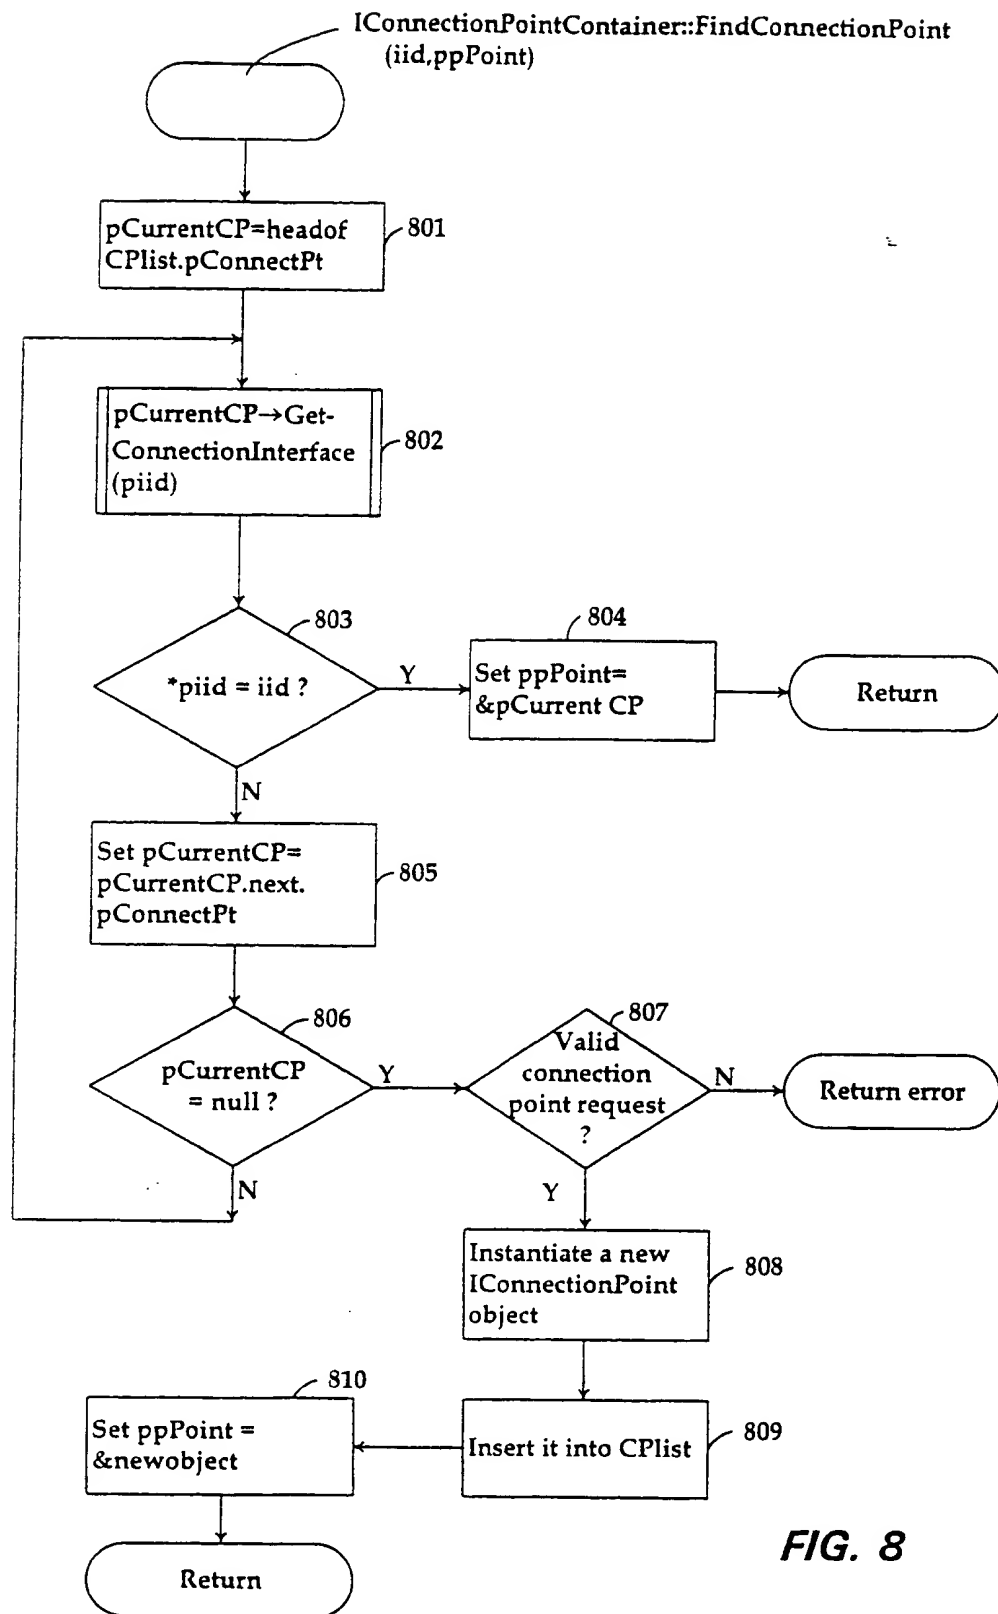 IConnectionPointContainer::FindConnectionPoint
(iid,ppPoint)
pCurrentCP=headof
CPlist.pConnectPt
801
pCurrentCP→Get-
ConnectionInterface
(piid)
802
803
*piid = iid ?
Y
804
Set ppPoint=
&pCurrent CP
Return
N
Set pCurrentCP=
pCurrentCP.next.
pConnectPt
805
806
pCurrentCP
= null ?
Y
807
Valid
connection
point request
?
N
Return error
N
Y
Instantiate a new
IConnectionPoint
object
808
Insert it into CPlist
809
810
Set ppPoint =
&newobject
Return
FIG. 8